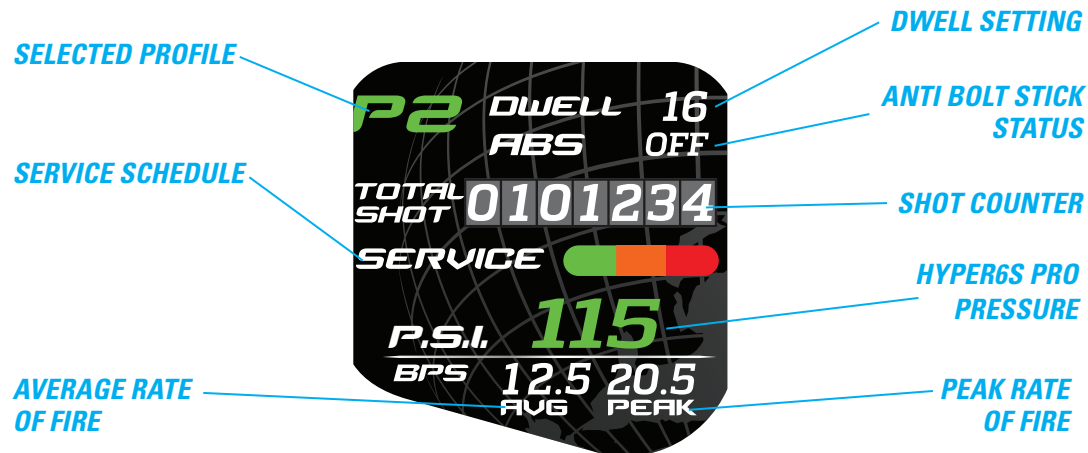 SELECTED PROFILE
SERVICE SCHEDULE
AVERAGE RATE
OF FIRE
P2 DWELL 16
ABS OFF
TOTAL
SHOT 0101234
SERVICE
P.S.I. 115
BPS 12.5 20.5
AVG PEAK
DWELL SETTING
ANTI BOLT STICK
STATUS
SHOT COUNTER
HYPER6S PRO
PRESSURE
PEAK RATE
OF FIRE